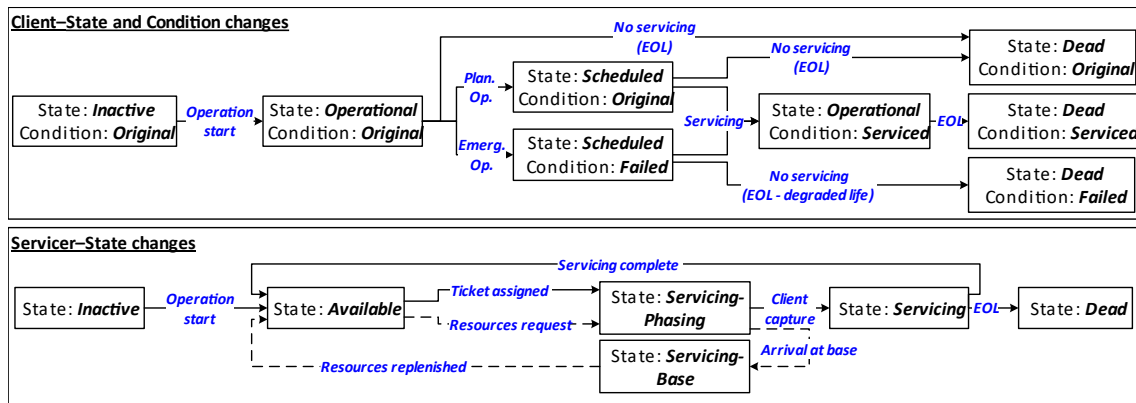 Client–State and Condition changes
No servicing
(EOL)
No servicing
(EOL)
State: Dead
Condition: Original
Plan.
Op.
State: Scheduled
Condition: Original
State: Inactive
Condition: Original
Operation
start
State: Operational
Condition: Original
Servicing
State: Operational
Condition: Serviced
EOL
State: Dead
Condition: Serviced
Emerg.
Op.
State: Scheduled
Condition: Failed
No servicing
(EOL - degraded life)
State: Dead
Condition: Failed
Servicer–State changes
Servicing complete
State: Inactive
Operation
start
State: Available
Ticket assigned
Resources request
State: Servicing-
Phasing
Client
capture
State: Servicing
EOL
State: Dead
Arrival at base
State: Servicing-
Base
Resources replenished